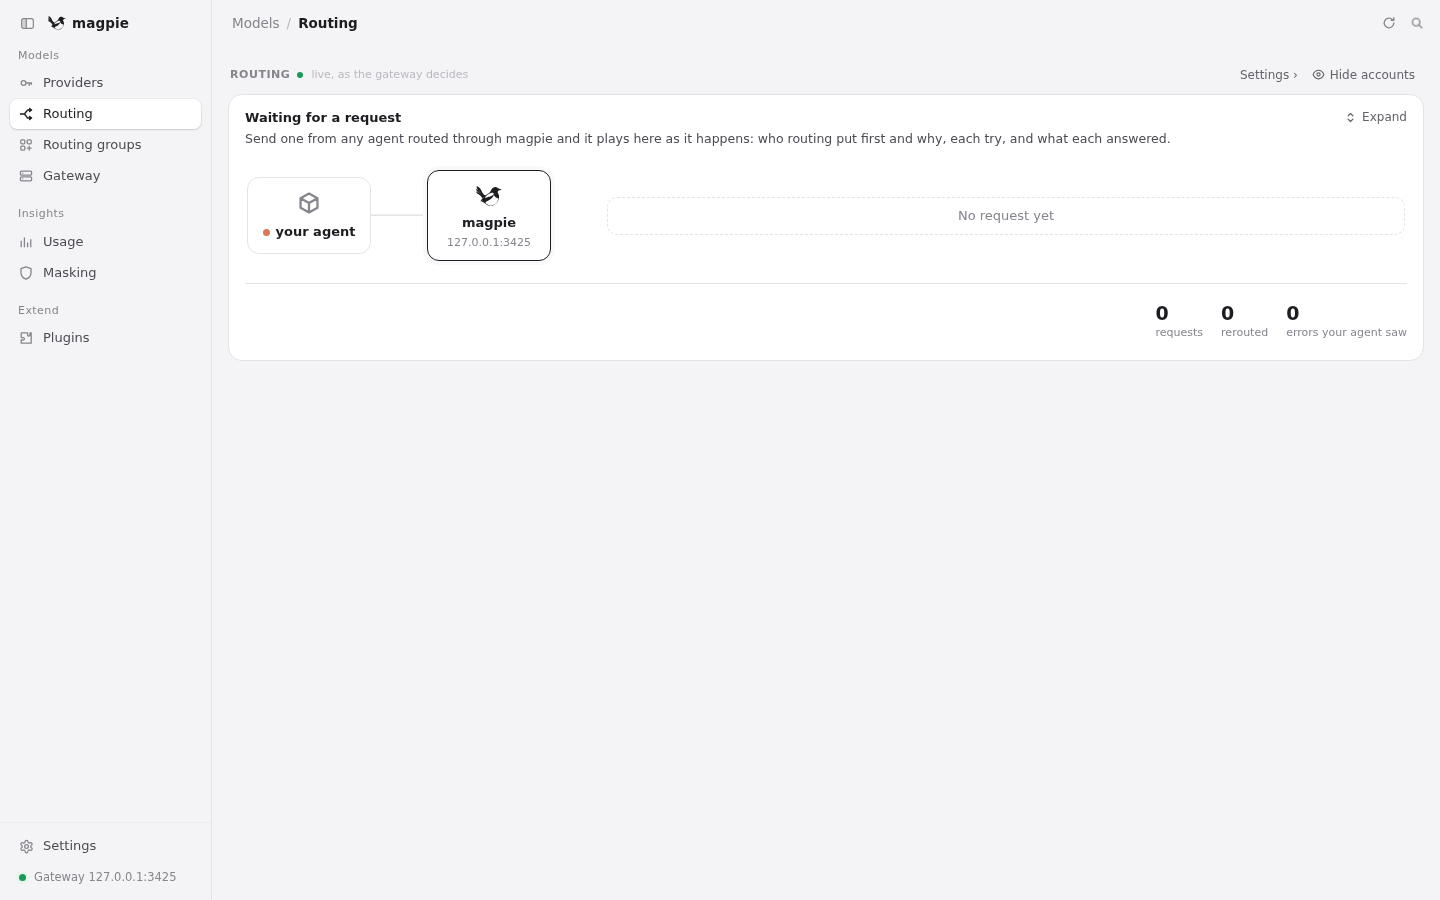 magpie
Models
Providers
Routing
Routing groups
Gateway
Insights
Usage
Masking
Extend
Plugins
Settings
Gateway 127.0.0.1:3425
Models / Routing
ROUTING live, as the gateway decides
Settings ›
Hide accounts
Waiting for a request
Expand
Send one from any agent routed through magpie and it plays here as it happens: who routing put first and why, each try, and what each answered.
your agent
magpie
127.0.0.1:3425
No request yet
0 requests
0 rerouted
0 errors your agent saw